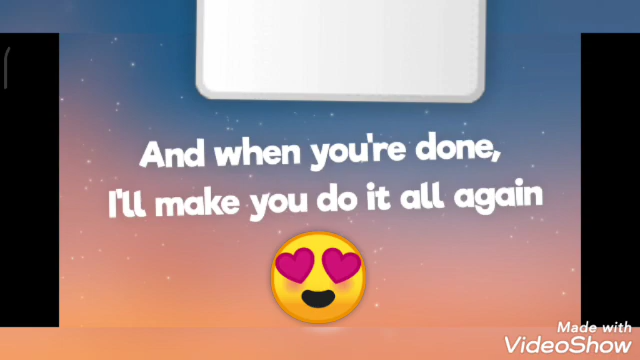 And when you're done,
I'll make you do it all again
Made with
VideoShow